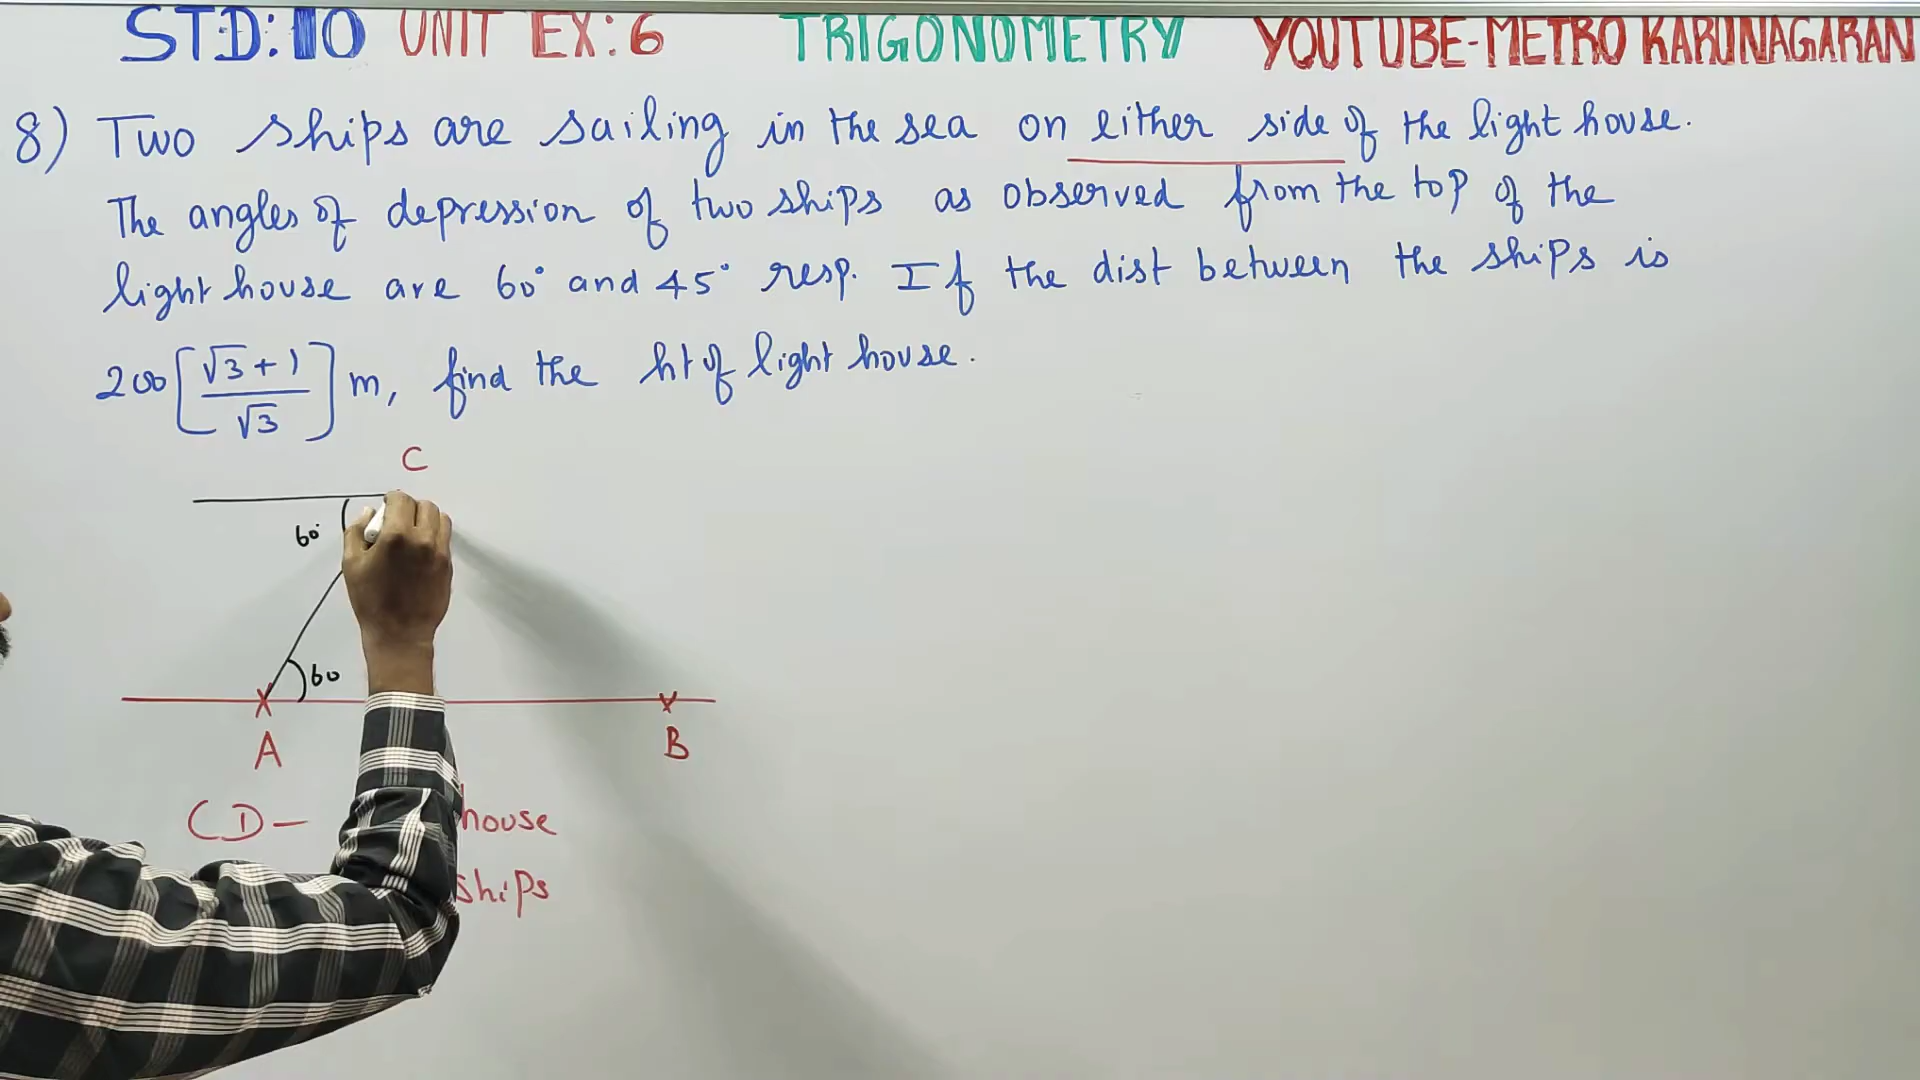 STD:10 UNIT EX:6 TRIGONOMETRY YOUTUBE-METRO KARUNAGARAN
8) Two ships are sailing in the sea on either side of the light house.
The angles of depression of two ships as observed from the top of the
light house are 60° and 45° resp. If the dist between the ships is
200[(√3+1)/√3] m, find the ht of light house.
C
60°
60
A B
CD- house
ships